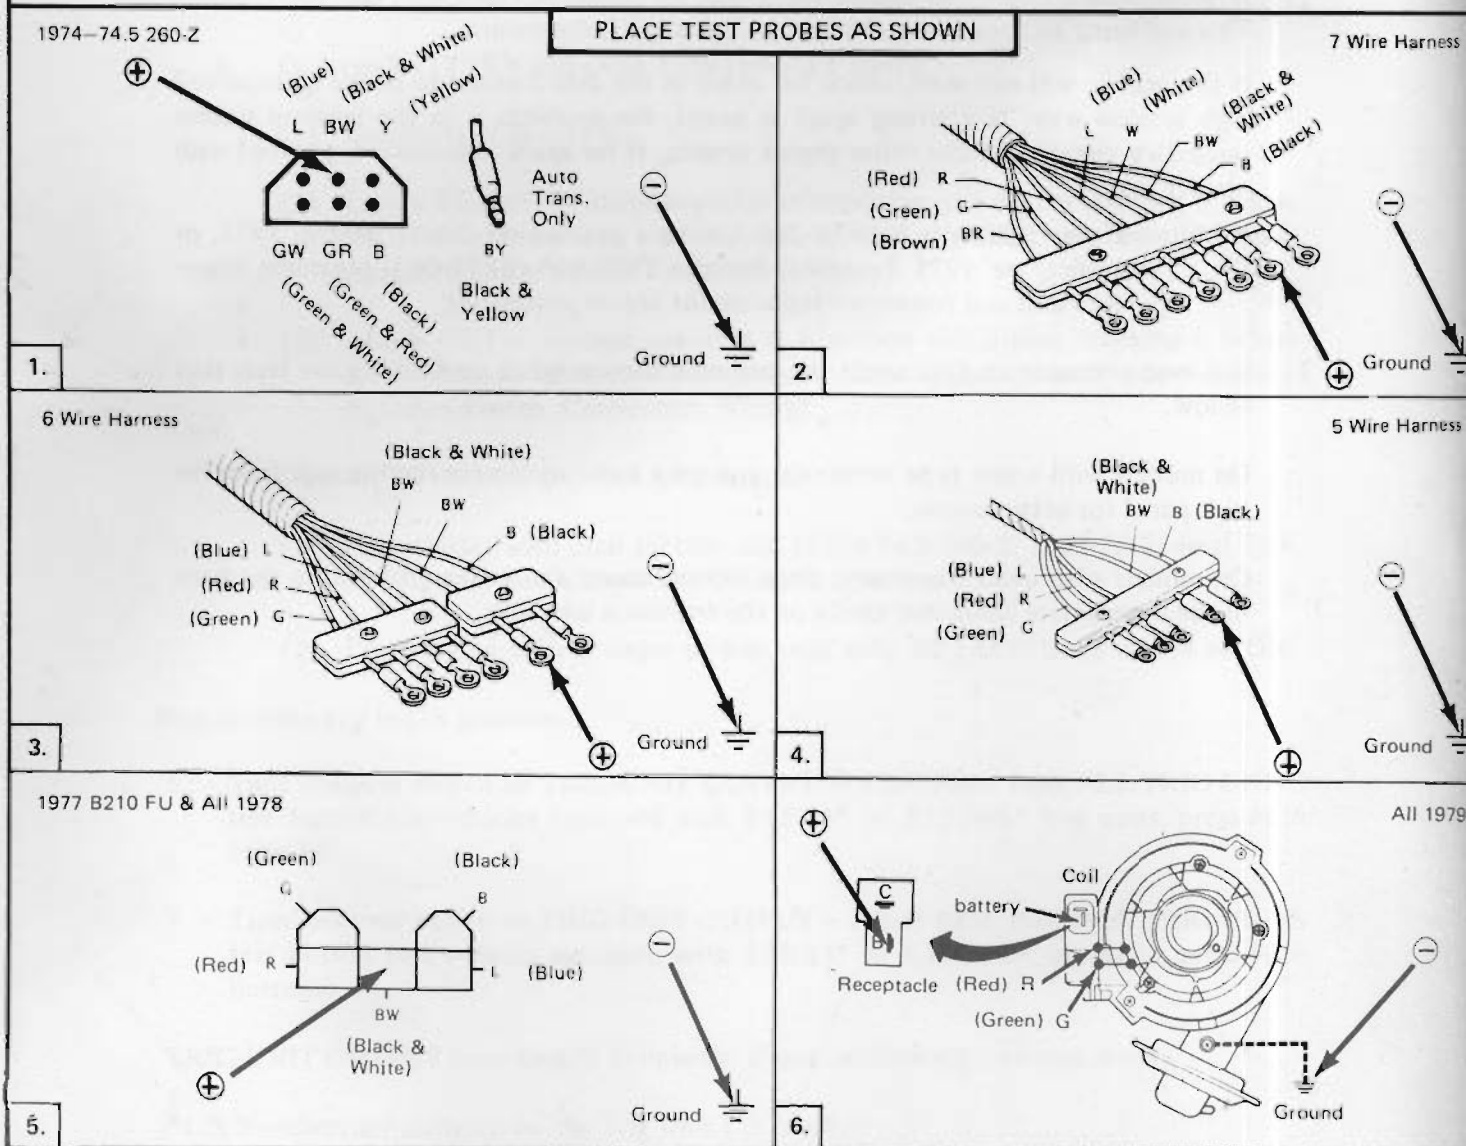 PLACE TEST PROBES AS SHOWN
1974–74.5 260-Z
(Blue)
(Black & White)
(Yellow)
L BW Y
Auto
Trans.
Only
GW GR B
BY
(Green & White)
(Green & Red)
(Black)
Black &
Yellow
Ground
1.
7 Wire Harness
(Blue)
(White)
(Black &
White)
(Black)
L W BW B
(Red) R
(Green) G
(Brown) BR
Ground
2.
6 Wire Harness
(Black & White)
BW
BW
B (Black)
(Blue) L
(Red) R
(Green) G
Ground
3.
5 Wire Harness
(Black &
White)
BW B (Black)
(Blue) L
(Red) R
(Green) G
Ground
4.
1977 B210 FU & All 1978
(Green)
(Black)
G
B
(Red) R
L (Blue)
BW
(Black &
White)
Ground
5.
All 1979
Coil
C
battery
B
Receptacle
(Red) R
(Green) G
Ground
6.